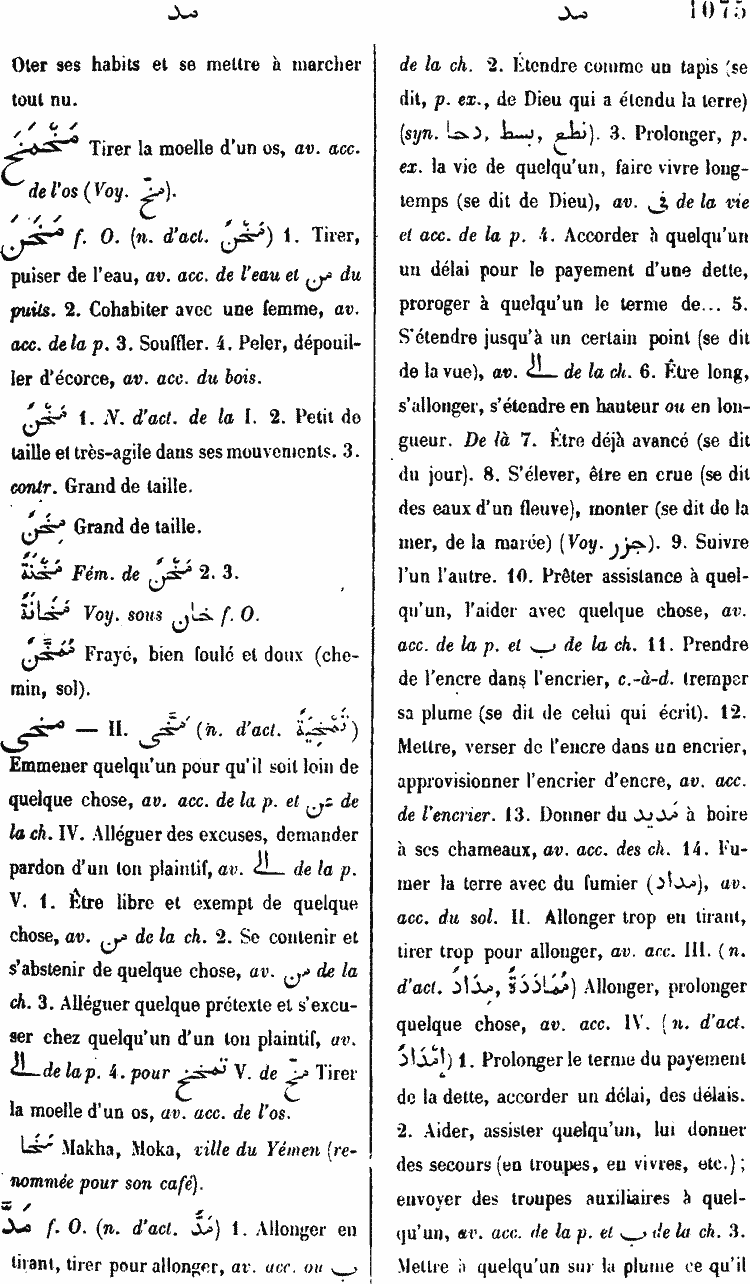 مد
مد
1075
Oter ses habits et se mettre à marcher
tout nu.
مَخْمَخَ Tirer la moelle d'un os, av. acc.
de l'os (Voy. مخّ).
مَخَنَ f. O. (n. d'act. مَخْنٌ) 1. Tirer,
puiser de l'eau, av. acc. de l'eau et من du
puits. 2. Cohabiter avec une femme, av.
acc. de la p. 3. Souffler. 4. Peler, dépouil-
ler d'écorce, av. acc. du bois.
مَخْنٌ 1. N. d'act. de la I. 2. Petit de
taille et très-agile dans ses mouvements. 3.
contr. Grand de taille.
مخنٌ Grand de taille.
مَخْنَةٌ Fém. de مَخْنٌ 2. 3.
مَخَانَةٌ Voy. sous خان f. O.
مُمَخَّنٌ Frayé, bien foulé et doux (che-
min, sol).
مخى — II. مَخَّى (n. d'act. تَمْخِيَةٌ)
Emmener quelqu'un pour qu'il soit loin de
quelque chose, av. acc. de la p. et عن de
la ch. IV. Alléguer des excuses, demander
pardon d'un ton plaintif, av. الى de la p.
V. 1. Être libre et exempt de quelque
chose, av. من de la ch. 2. Se contenir et
s'abstenir de quelque chose, av. من de la
ch. 3. Alléguer quelque prétexte et s'excu-
ser chez quelqu'un d'un ton plaintif, av.
الى de la p. 4. pour تمخخ V. de مخّ Tirer
la moelle d'un os, av. acc. de l'os.
مَخَا Makha, Moka, ville du Yémen (re-
nommée pour son café).
مَدَّ f. O. (n. d'act. مَدٌّ) 1. Allonger en
tirant, tirer pour allonger, av. acc. ou ب
de la ch. 2. Étendre comme un tapis (se
dit, p. ex., de Dieu qui a étendu la terre)
(syn. نطع, بسط, دحا). 3. Prolonger, p.
ex. la vie de quelqu'un, faire vivre long-
temps (se dit de Dieu), av. فى de la vie
et acc. de la p. 4. Accorder à quelqu'un
un délai pour le payement d'une dette,
proroger à quelqu'un le terme de... 5.
S'étendre jusqu'à un certain point (se dit
de la vue), av. الى de la ch. 6. Être long,
s'allonger, s'étendre en hauteur ou en lon-
gueur. De là 7. Être déjà avancé (se dit
du jour). 8. S'élever, être en crue (se dit
des eaux d'un fleuve), monter (se dit de la
mer, de la marée) (Voy. جزر). 9. Suivre
l'un l'autre. 10. Prêter assistance à quel-
qu'un, l'aider avec quelque chose, av.
acc. de la p. et ب de la ch. 11. Prendre
de l'encre dans l'encrier, c.-à-d. tremper
sa plume (se dit de celui qui écrit). 12.
Mettre, verser de l'encre dans un encrier,
approvisionner l'encrier d'encre, av. acc.
de l'encrier. 13. Donner du مَديد à boire
à ses chameaux, av. acc. des ch. 14. Fu-
mer la terre avec du fumier (مداد), av.
acc. du sol. II. Allonger trop en tirant,
tirer trop pour allonger, av. acc. III. (n.
d'act. مِدَادٌ, مُمَادَدَةٌ) Allonger, prolonger
quelque chose, av. acc. IV. (n. d'act.
إِمْدَادٌ) 1. Prolonger le terme du payement
de la dette, accorder un délai, des délais.
2. Aider, assister quelqu'un, lui donner
des secours (en troupes, en vivres, etc.);
envoyer des troupes auxiliaires à quel-
qu'un, av. acc. de la p. et ب de la ch. 3.
Mettre à quelqu'un sur la plume ce qu'il